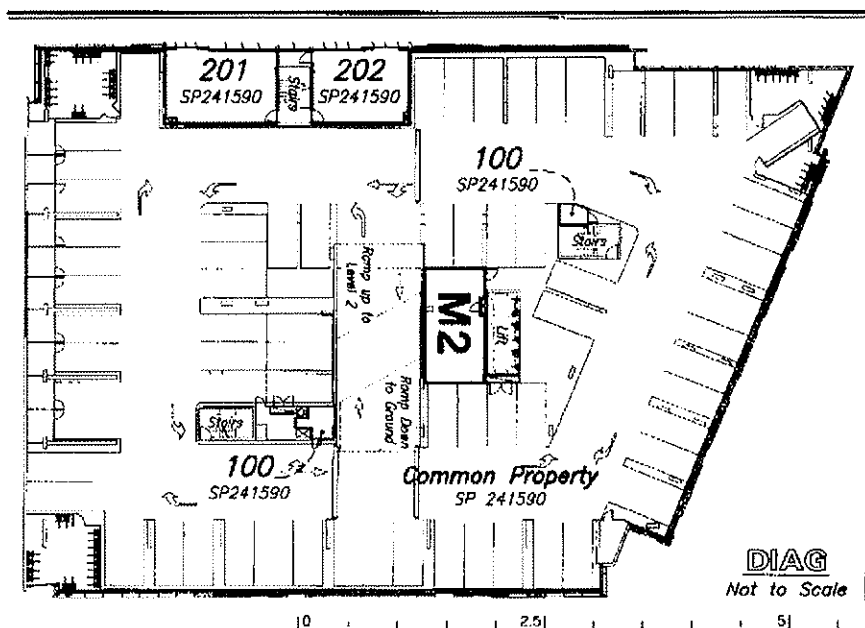 201
SP241590
Stairs
202
SP241590
100
SP241590
Stairs
Ramp up to
Level 2
M2
Lift
Ramp Down
to Ground
Stairs
100
SP241590
Common Property
SP 241590
DIAG
Not to Scale
0 2.5 5